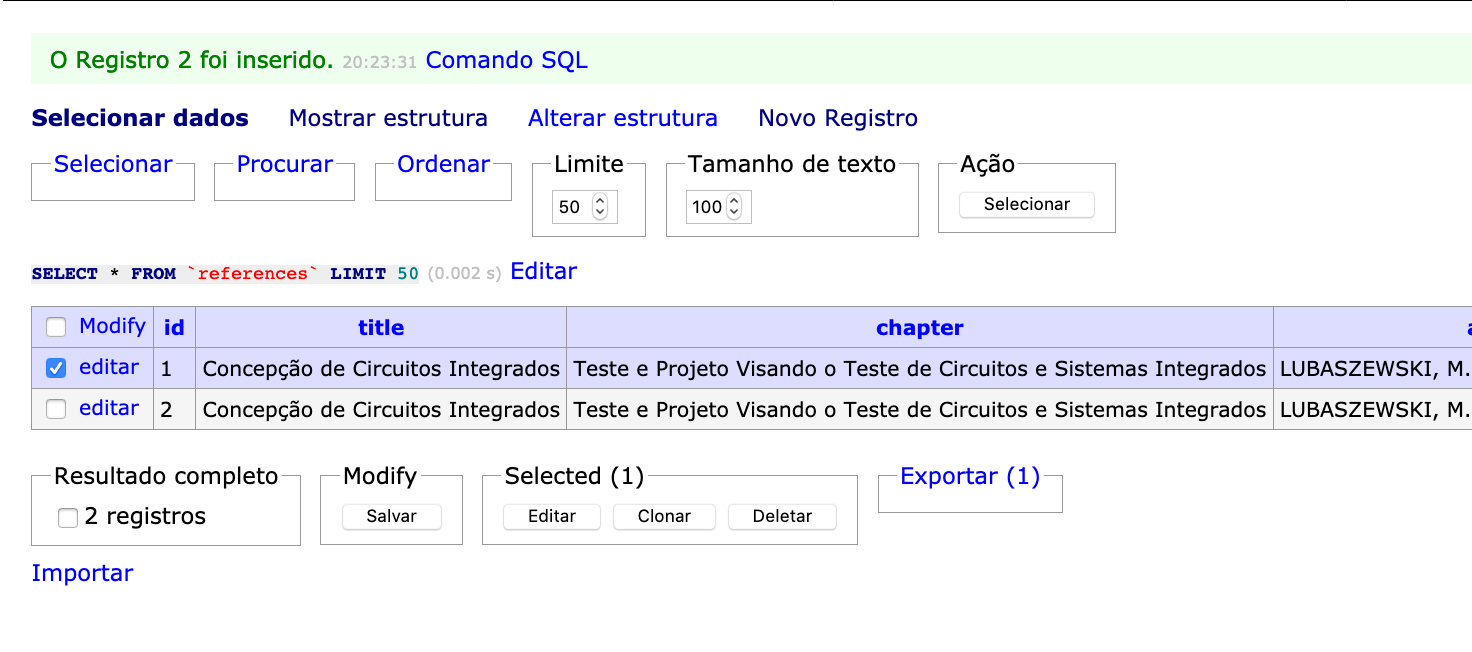 O Registro 2 foi inserido. 20:23:31 Comando SQL
Selecionar dados Mostrar estrutura Alterar estrutura Novo Registro
Selecionar Procurar Ordenar Limite Tamanho de texto Ação
50 100 Selecionar
SELECT * FROM `references` LIMIT 50 (0.002 s) Editar
Modify id title chapter
editar 1 Concepção de Circuitos Integrados Teste e Projeto Visando o Teste de Circuitos e Sistemas Integrados LUBASZEWSKI, M.
editar 2 Concepção de Circuitos Integrados Teste e Projeto Visando o Teste de Circuitos e Sistemas Integrados LUBASZEWSKI, M.
Resultado completo Modify Selected (1) Exportar (1)
2 registros Salvar Editar Clonar Deletar
Importar